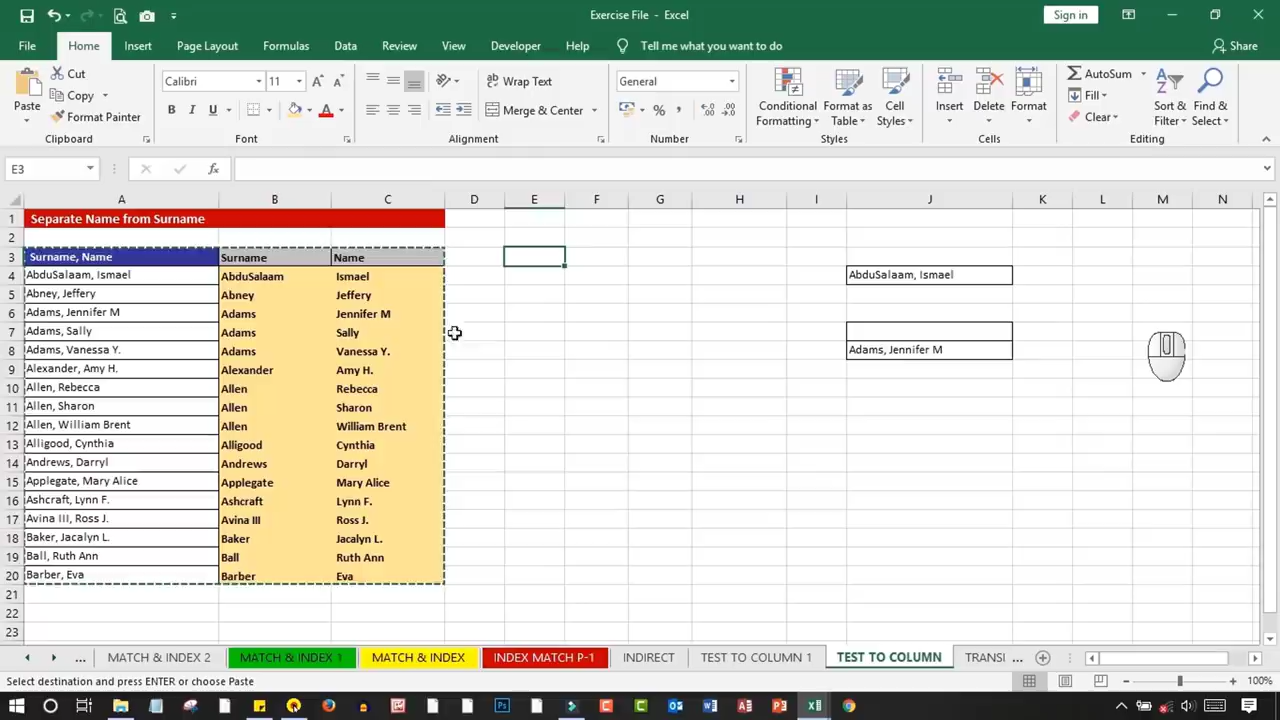 Exercise File - Excel
Sign in
File Home Insert Page Layout Formulas Data Review View Developer Help Tell me what you want to do Share
Paste
Cut
Copy
Format Painter
Clipboard
Calibri 11
B I U A
Font
Wrap Text
Merge & Center
Alignment
General
%
Number
Conditional Formatting
Format as Table
Cell Styles
Styles
Insert Delete Format
Cells
AutoSum
Fill
Clear
Sort & Filter
Find & Select
Editing
E3 fx
A B C D E F G H I J K L M N
1 Separate Name from Surname
2
3 Surname, Name Surname Name
4 AbduSalaam, Ismael AbduSalaam Ismael AbduSalaam, Ismael
5 Abney, Jeffery Abney Jeffery
6 Adams, Jennifer M Adams Jennifer M
7 Adams, Sally Adams Sally
8 Adams, Vanessa Y. Adams Vanessa Y. Adams, Jennifer M
9 Alexander, Amy H. Alexander Amy H.
10 Allen, Rebecca Allen Rebecca
11 Allen, Sharon Allen Sharon
12 Allen, William Brent Allen William Brent
13 Alligood, Cynthia Alligood Cynthia
14 Andrews, Darryl Andrews Darryl
15 Applegate, Mary Alice Applegate Mary Alice
16 Ashcraft, Lynn F. Ashcraft Lynn F.
17 Avina III, Ross J. Avina III Ross J.
18 Baker, Jacalyn L. Baker Jacalyn L.
19 Ball, Ruth Ann Ball Ruth Ann
20 Barber, Eva Barber Eva
21
22
23
... MATCH & INDEX 2 MATCH & INDEX 1 MATCH & INDEX INDEX MATCH P-1 INDIRECT TEST TO COLUMN 1 TEST TO COLUMN TRANSI ...
Select destination and press ENTER or choose Paste 100%